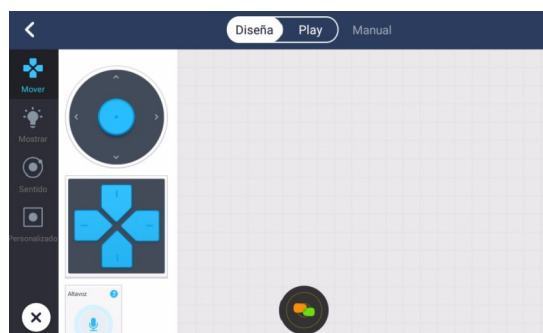 Diseña Play Manual
Mover
Mostrar
Sentido
Personalizado
Altavoz